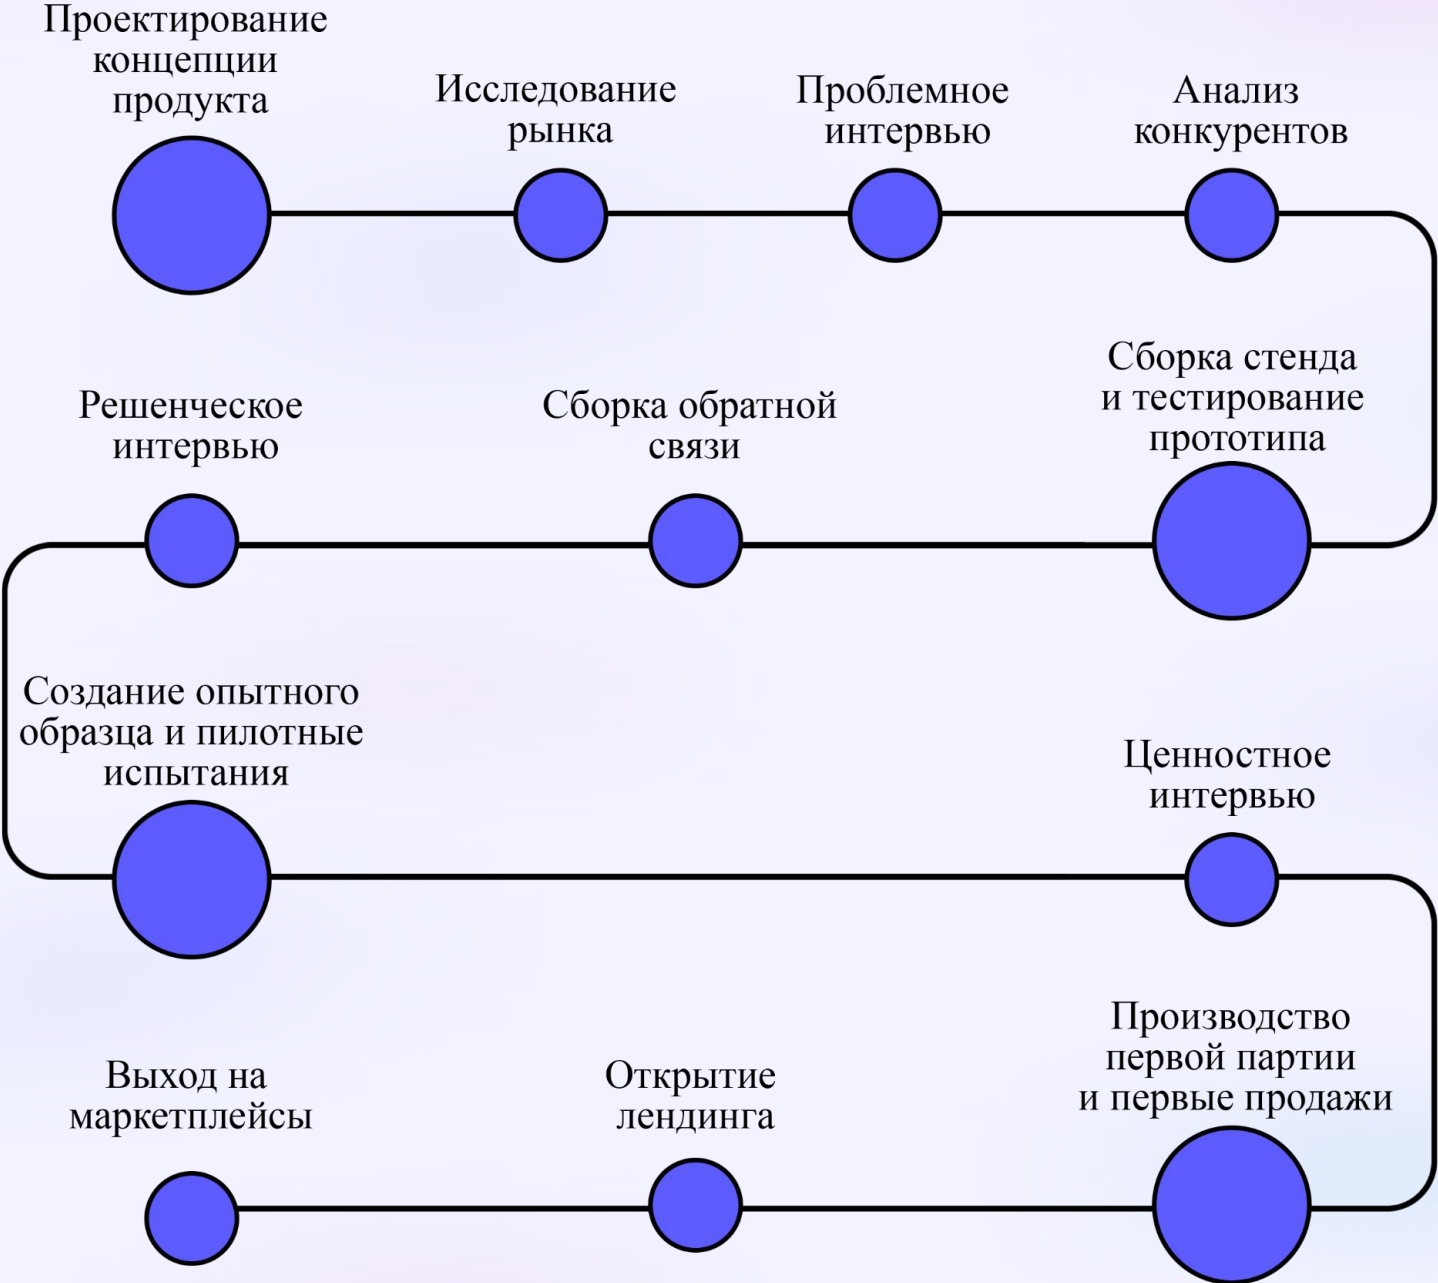 Проектирование
концепции
продукта
Исследование
рынка
Проблемное
интервью
Анализ
конкурентов
Решенческое
интервью
Сборка обратной
связи
Сборка стенда
и тестирование
прототипа
Создание опытного
образца и пилотные
испытания
Ценностное
интервью
Выход на
маркетплейсы
Открытие
лендинга
Производство
первой партии
и первые продажи